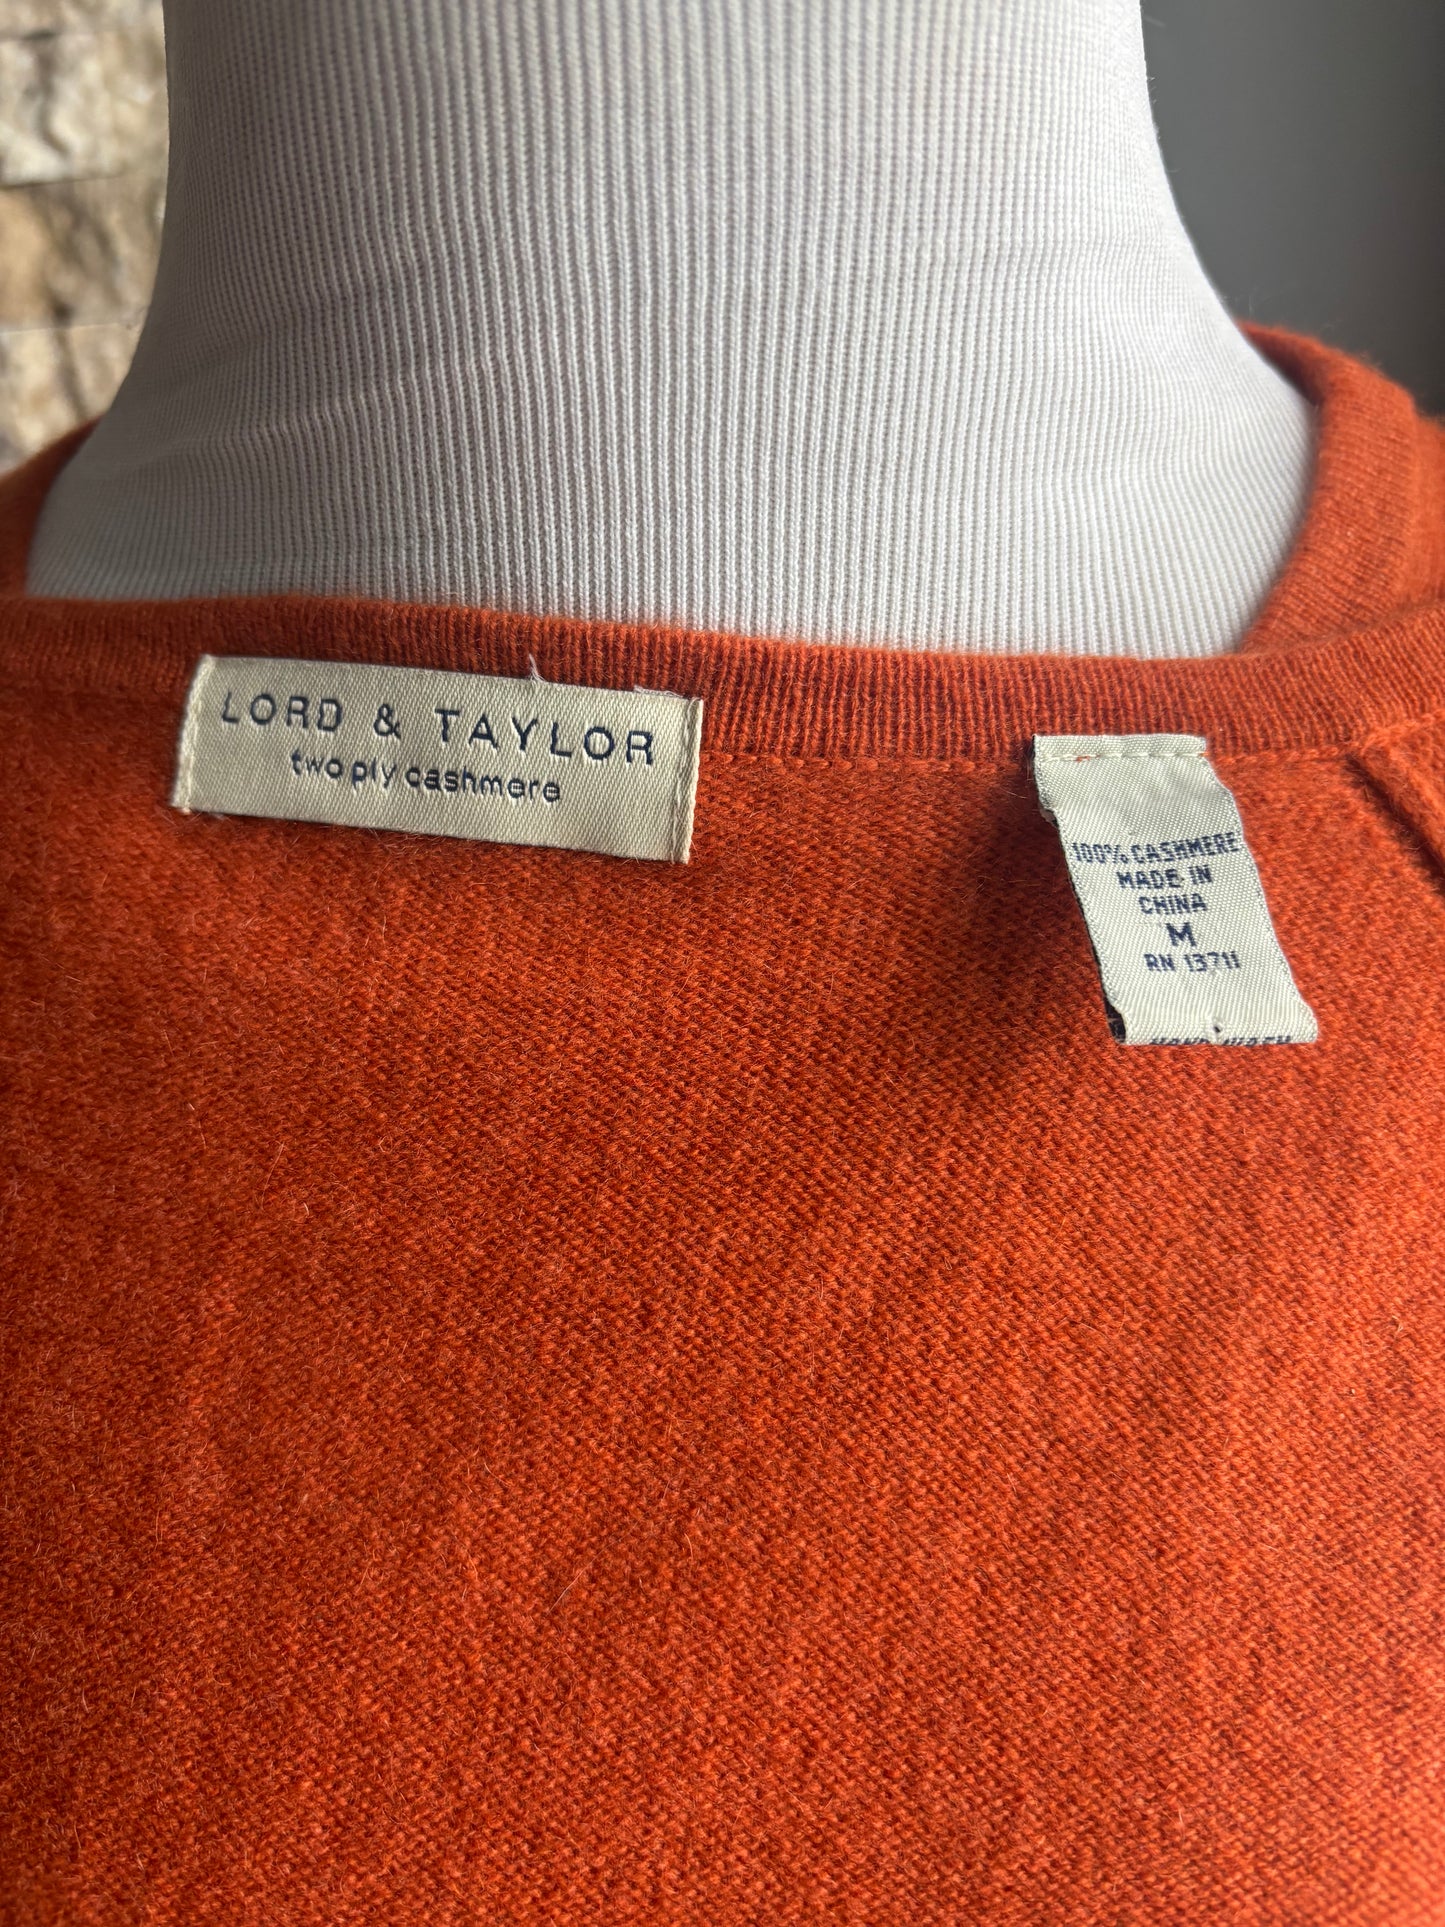 LORD & TAYLOR
two ply cashmere
100% CASHMERE
MADE IN
CHINA
M
RN 13711